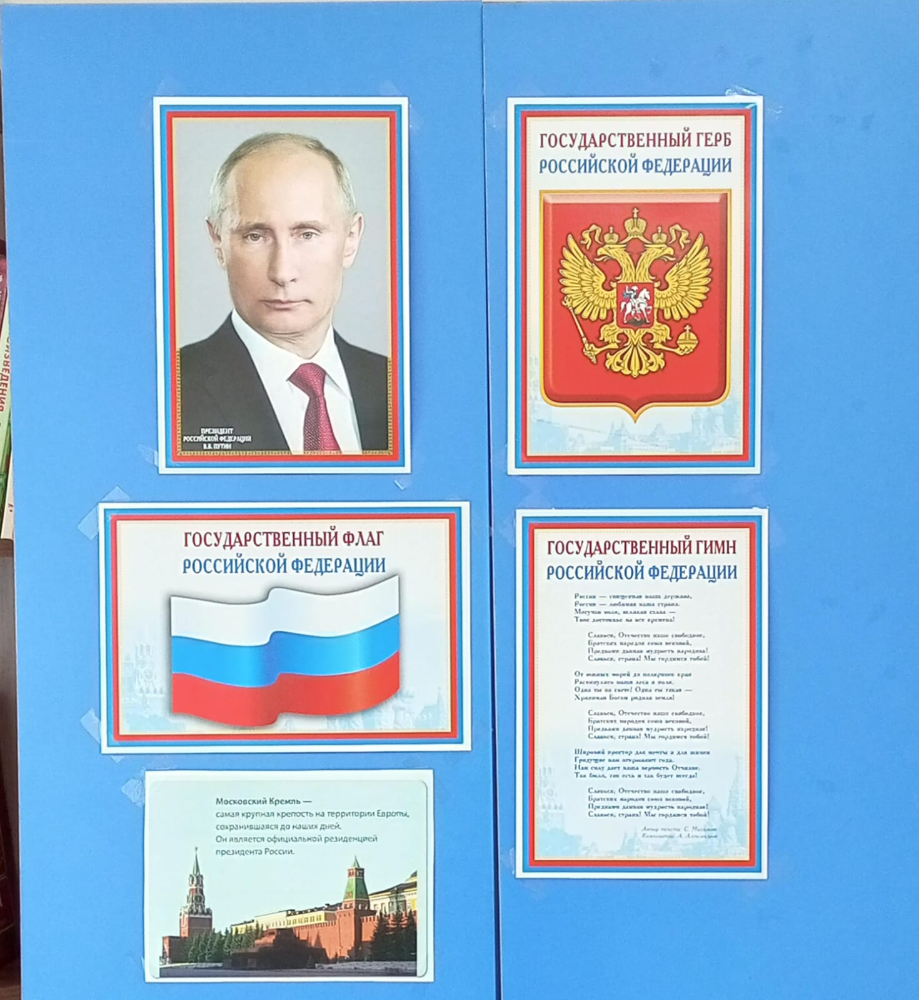 ПРЕЗИДЕНТ
РОССИЙСКОЙ ФЕДЕРАЦИИ
В.В. ПУТИН
ГОСУДАРСТВЕННЫЙ ГЕРБ
РОССИЙСКОЙ ФЕДЕРАЦИИ
ГОСУДАРСТВЕННЫЙ ФЛАГ
РОССИЙСКОЙ ФЕДЕРАЦИИ
ГОСУДАРСТВЕННЫЙ ГИМН
РОССИЙСКОЙ ФЕДЕРАЦИИ
Россия — священная наша держава,
Россия — любимая наша страна.
Могучая воля, великая слава —
Твое достоянье на все времена!
Славься, Отечество наше свободное,
Братских народов союз вековой,
Предками данная мудрость народная!
Славься, страна! Мы гордимся тобой!
От южных морей до полярного края
Раскинулись наши леса и поля.
Одна ты на свете! Одна ты такая —
Хранимая Богом родная земля!
Славься, Отечество наше свободное,
Братских народов союз вековой,
Предками данная мудрость народная!
Славься, страна! Мы гордимся тобой!
Широкий простор для мечты и для жизни
Грядущие нам открывают года.
Нам силу дает наша верность Отчизне.
Так было, так есть и так будет всегда!
Славься, Отечество наше свободное,
Братских народов союз вековой,
Предками данная мудрость народная!
Славься, страна! Мы гордимся тобой!
Автор текста: С. Михалков
Композитор: А. Александров
Московский Кремль —
самая крупная крепость на территории Европы,
сохранившаяся до наших дней.
Он является официальной резиденцией
президента России.